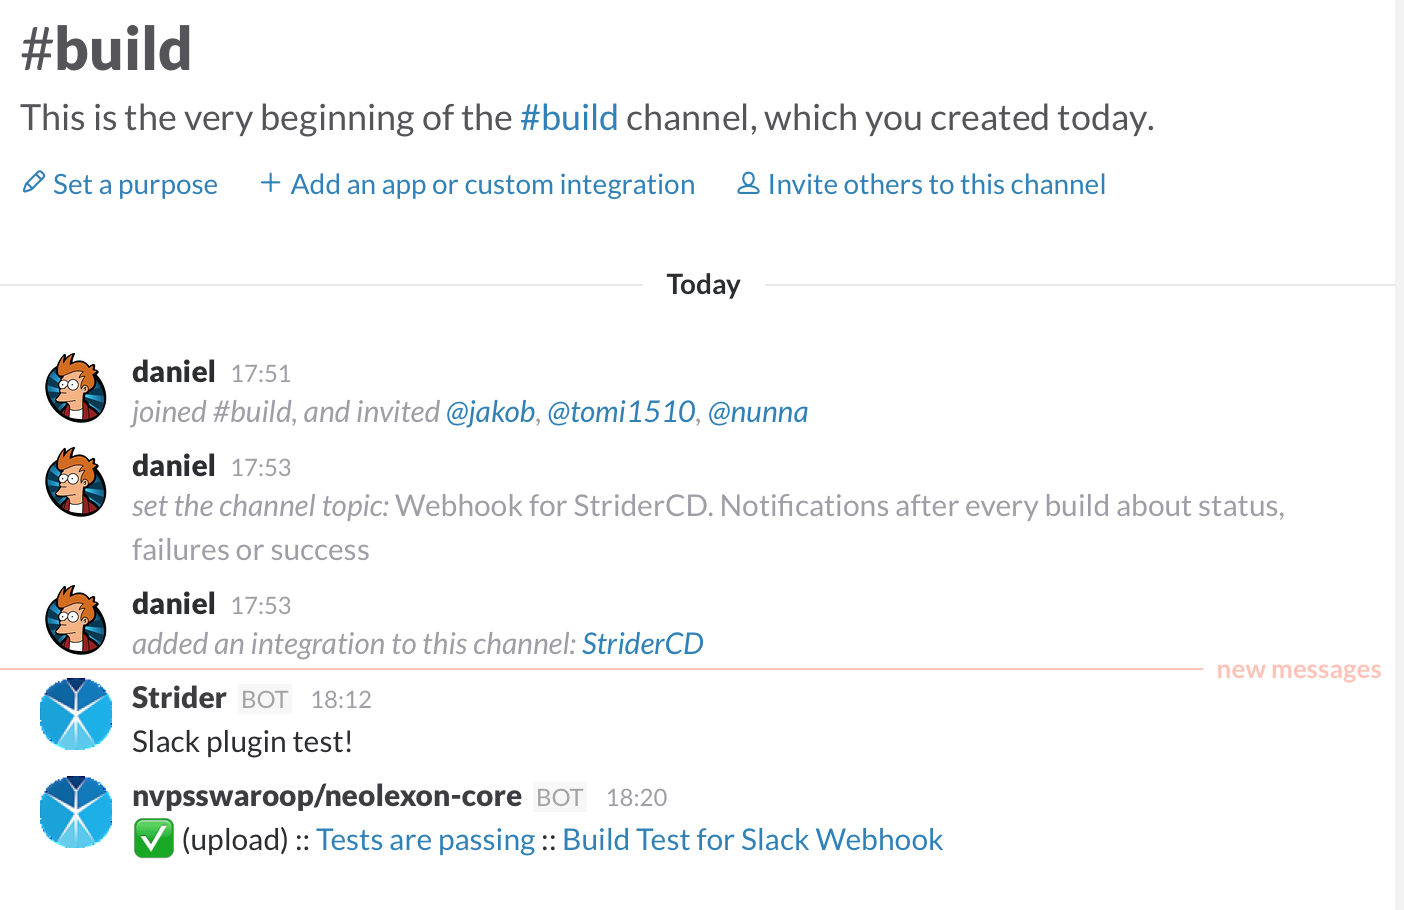 #build
This is the very beginning of the #build channel, which you created today.
Set a purpose + Add an app or custom integration Invite others to this channel
Today
daniel 17:51
joined #build, and invited @jakob, @tomi1510, @nunna
daniel 17:53
set the channel topic: Webhook for StriderCD. Notifications after every build about status,
failures or success
daniel 17:53
added an integration to this channel: StriderCD
new messages
Strider BOT 18:12
Slack plugin test!
nvpsswaroop/neolexon-core BOT 18:20
✅ (upload) :: Tests are passing :: Build Test for Slack Webhook